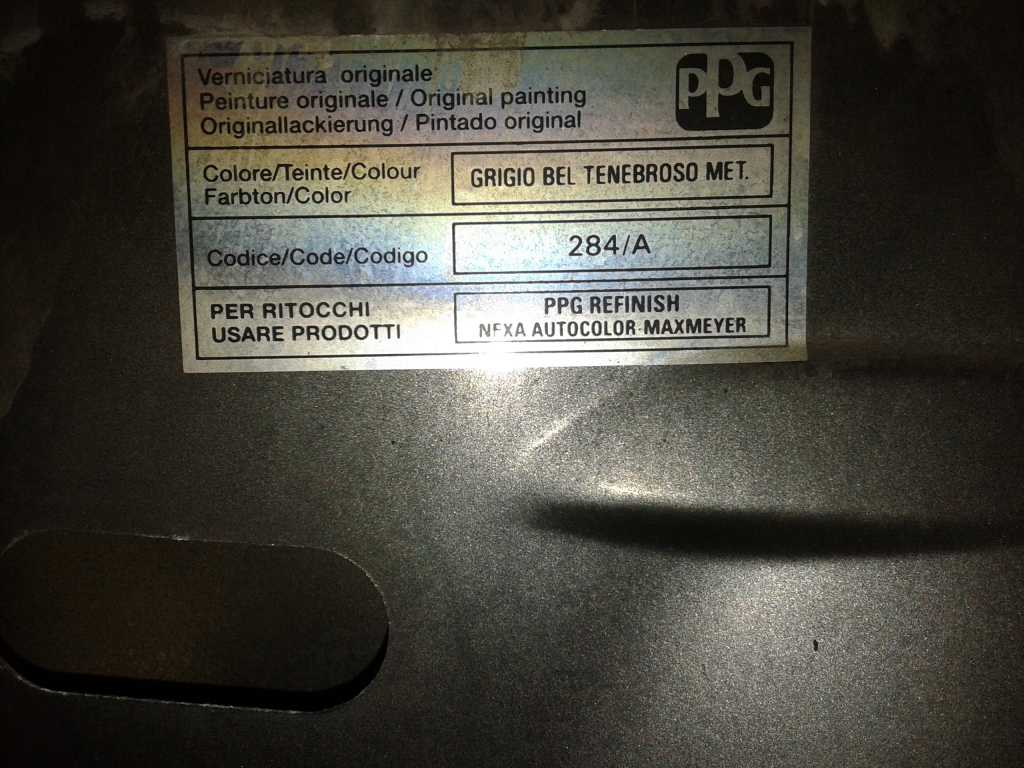 Verniciatura originale
Peinture originale / Original painting
Originallackierung / Pintado original
PPG
Colore/Teinte/Colour
Farbton/Color
GRIGIO BEL TENEBROSO MET.
Codice/Code/Codigo
284/A
PER RITOCCHI
USARE PRODOTTI
PPG REFINISH
NEXA AUTOCOLOR-MAXMEYER